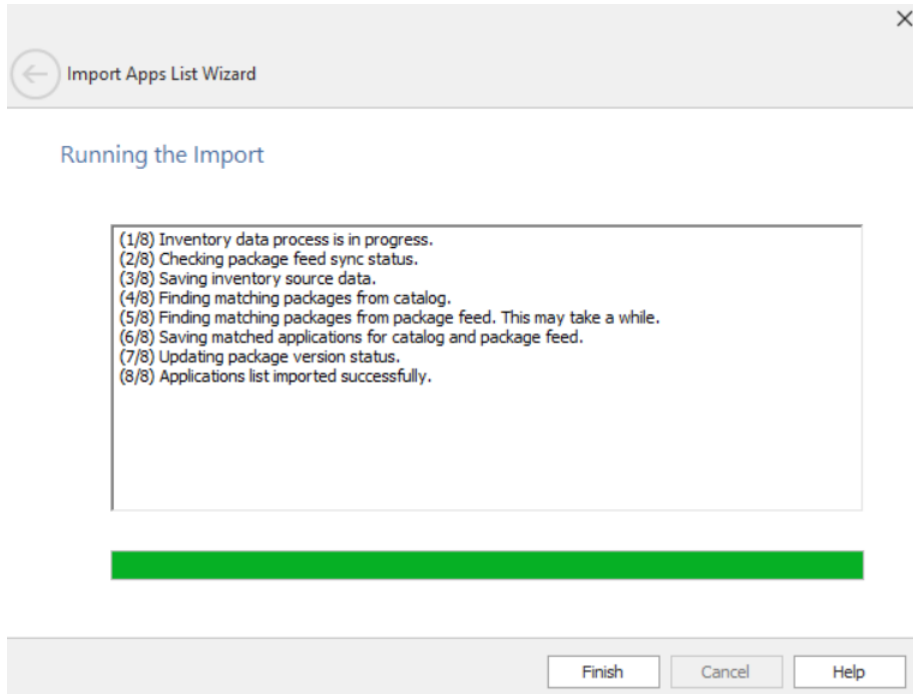 Import Apps List Wizard
Running the Import
(1/8) Inventory data process is in progress.
(2/8) Checking package feed sync status.
(3/8) Saving inventory source data.
(4/8) Finding matching packages from catalog.
(5/8) Finding matching packages from package feed. This may take a while.
(6/8) Saving matched applications for catalog and package feed.
(7/8) Updating package version status.
(8/8) Applications list imported successfully.
Finish Cancel Help